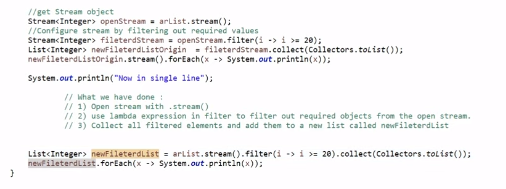 //get Stream object
Stream<Integer> openStream = arList.stream();
//Configure stream by filtering out required values
Stream<Integer> fileterdStream = openStream.filter(i -> i >= 20);
List<Integer> newFileterdListOrigin = fileterdStream.collect(Collectors.toList());
newFileterdListOrigin.stream().forEach(x -> System.out.println(x));
System.out.println("Now in single line");
// What we have done :
// 1) Open stream with .stream()
// 2) use lambda expression in filter to filter out required objects from the open stream.
// 3) Collect all filtered elements and add them to a new list called newFileterdList
List<Integer> newFileterdList = arList.stream().filter(i -> i >= 20).collect(Collectors.toList());
newFileterdList.forEach(x -> System.out.println(x));
}